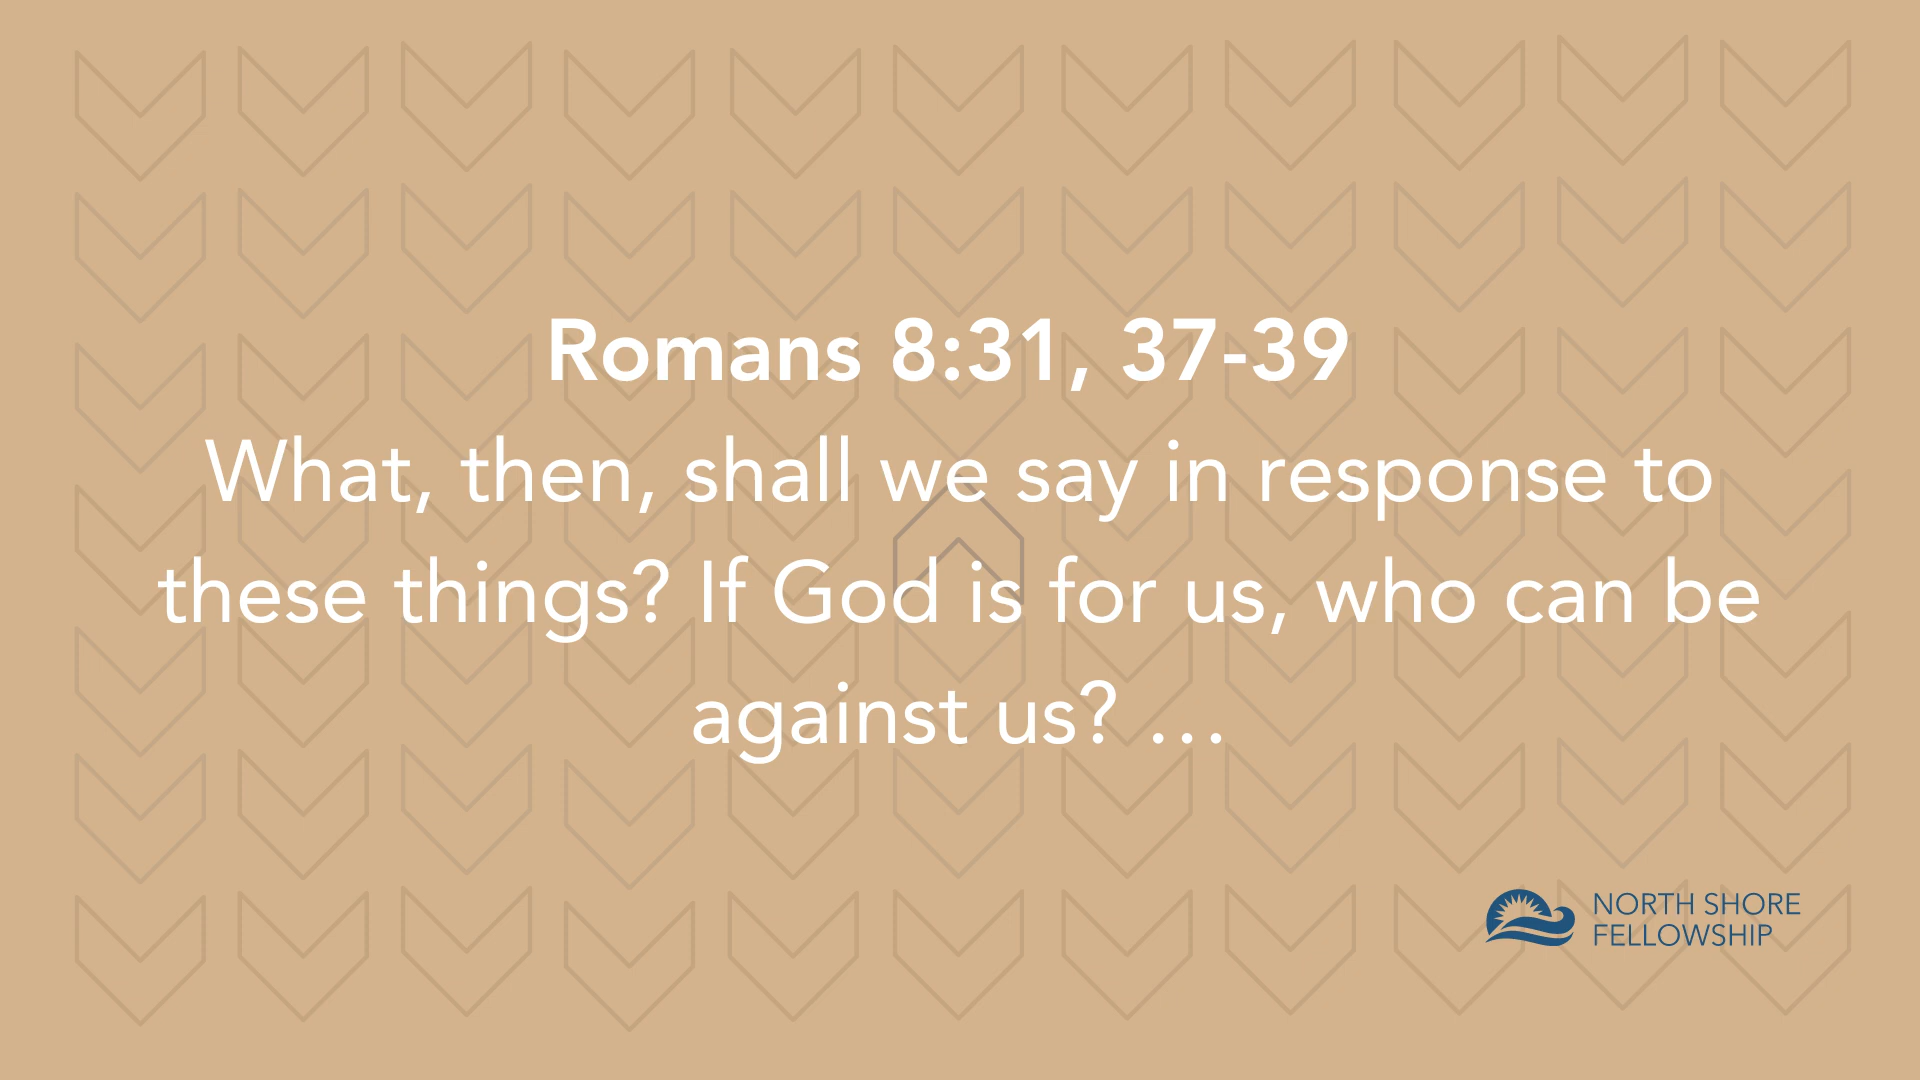 Romans 8:31, 37-39
What, then, shall we say in response to
these things? If God is for us, who can be
against us? …
NORTH SHORE
FELLOWSHIP